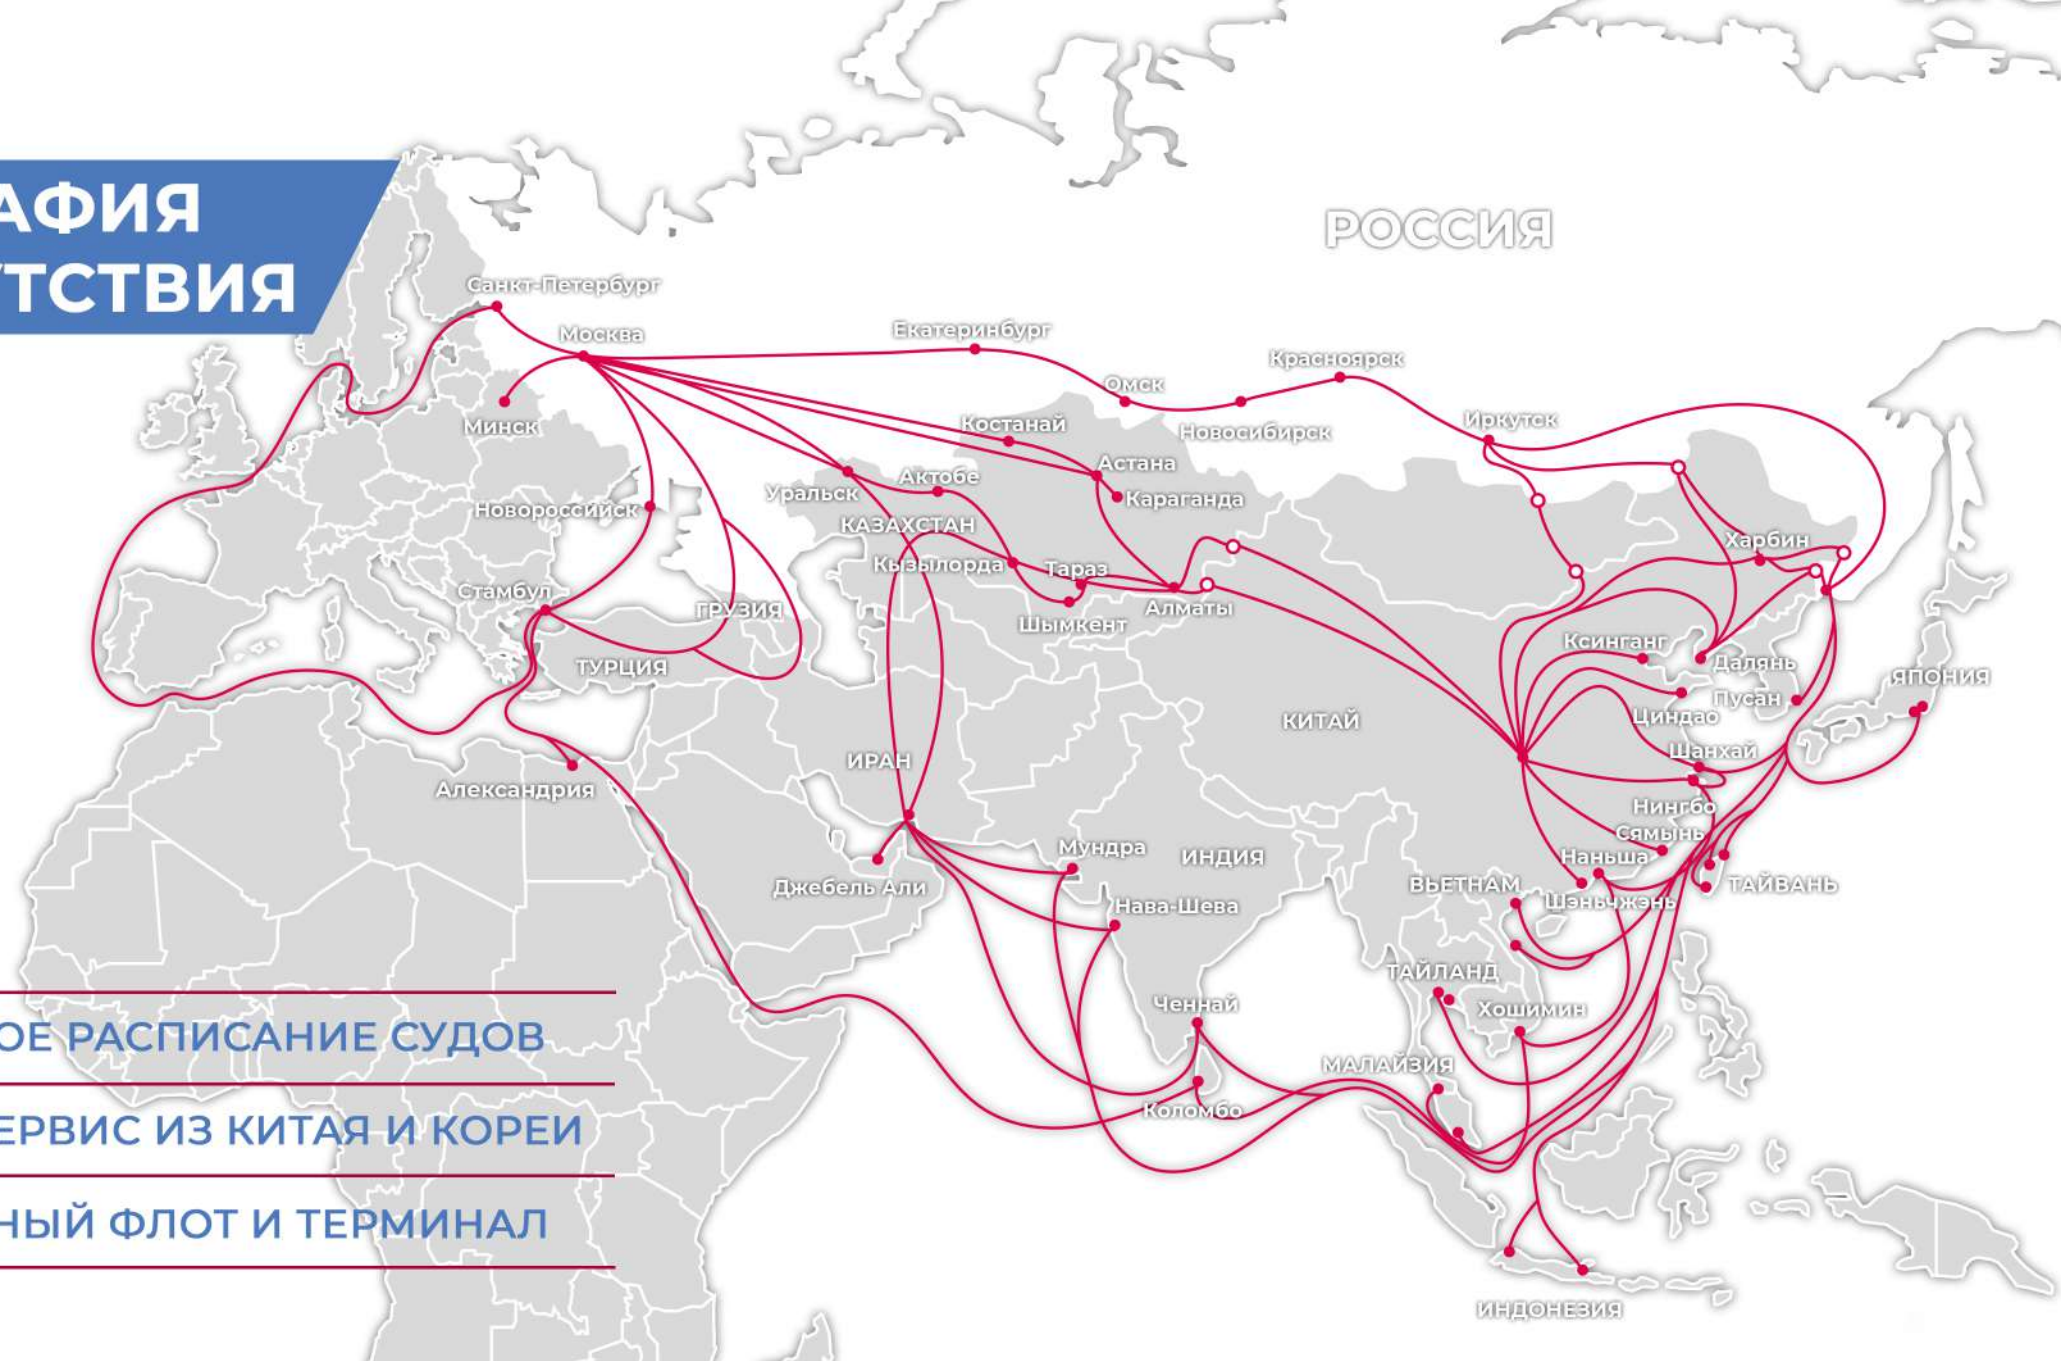 АФИЯ
ТСТВИЯ
РОССИЯ
Санкт-Петербург
Москва
Екатеринбург
Красноярск
Омск
Минск
Костанай
Новосибирск
Иркутск
Астана
Актобе
Уральск
Караганда
Новороссийск
КАЗАХСТАН
Харбин
Кызылорда
Тараз
Стамбул
ГРУЗИЯ
Алматы
Шымкент
Ксинганг
Далянь
ТУРЦИЯ
ЯПОНИЯ
Пусан
Циндао
КИТАЙ
Шанхай
ИРАН
Александрия
Нингбо
Сямынь
Мундра
ИНДИЯ
Наньша
Джебель Али
ВЬЕТНАМ
ТАЙВАНЬ
Шэньчжэнь
Нава-Шева
ТАЙЛАНД
Ченнай
Хошимин
ОЕ РАСПИСАНИЕ СУДОВ
МАЛАЙЗИЯ
Коломбо
ЕРВИС ИЗ КИТАЯ И КОРЕИ
НЫЙ ФЛОТ И ТЕРМИНАЛ
ИНДОНЕЗИЯ